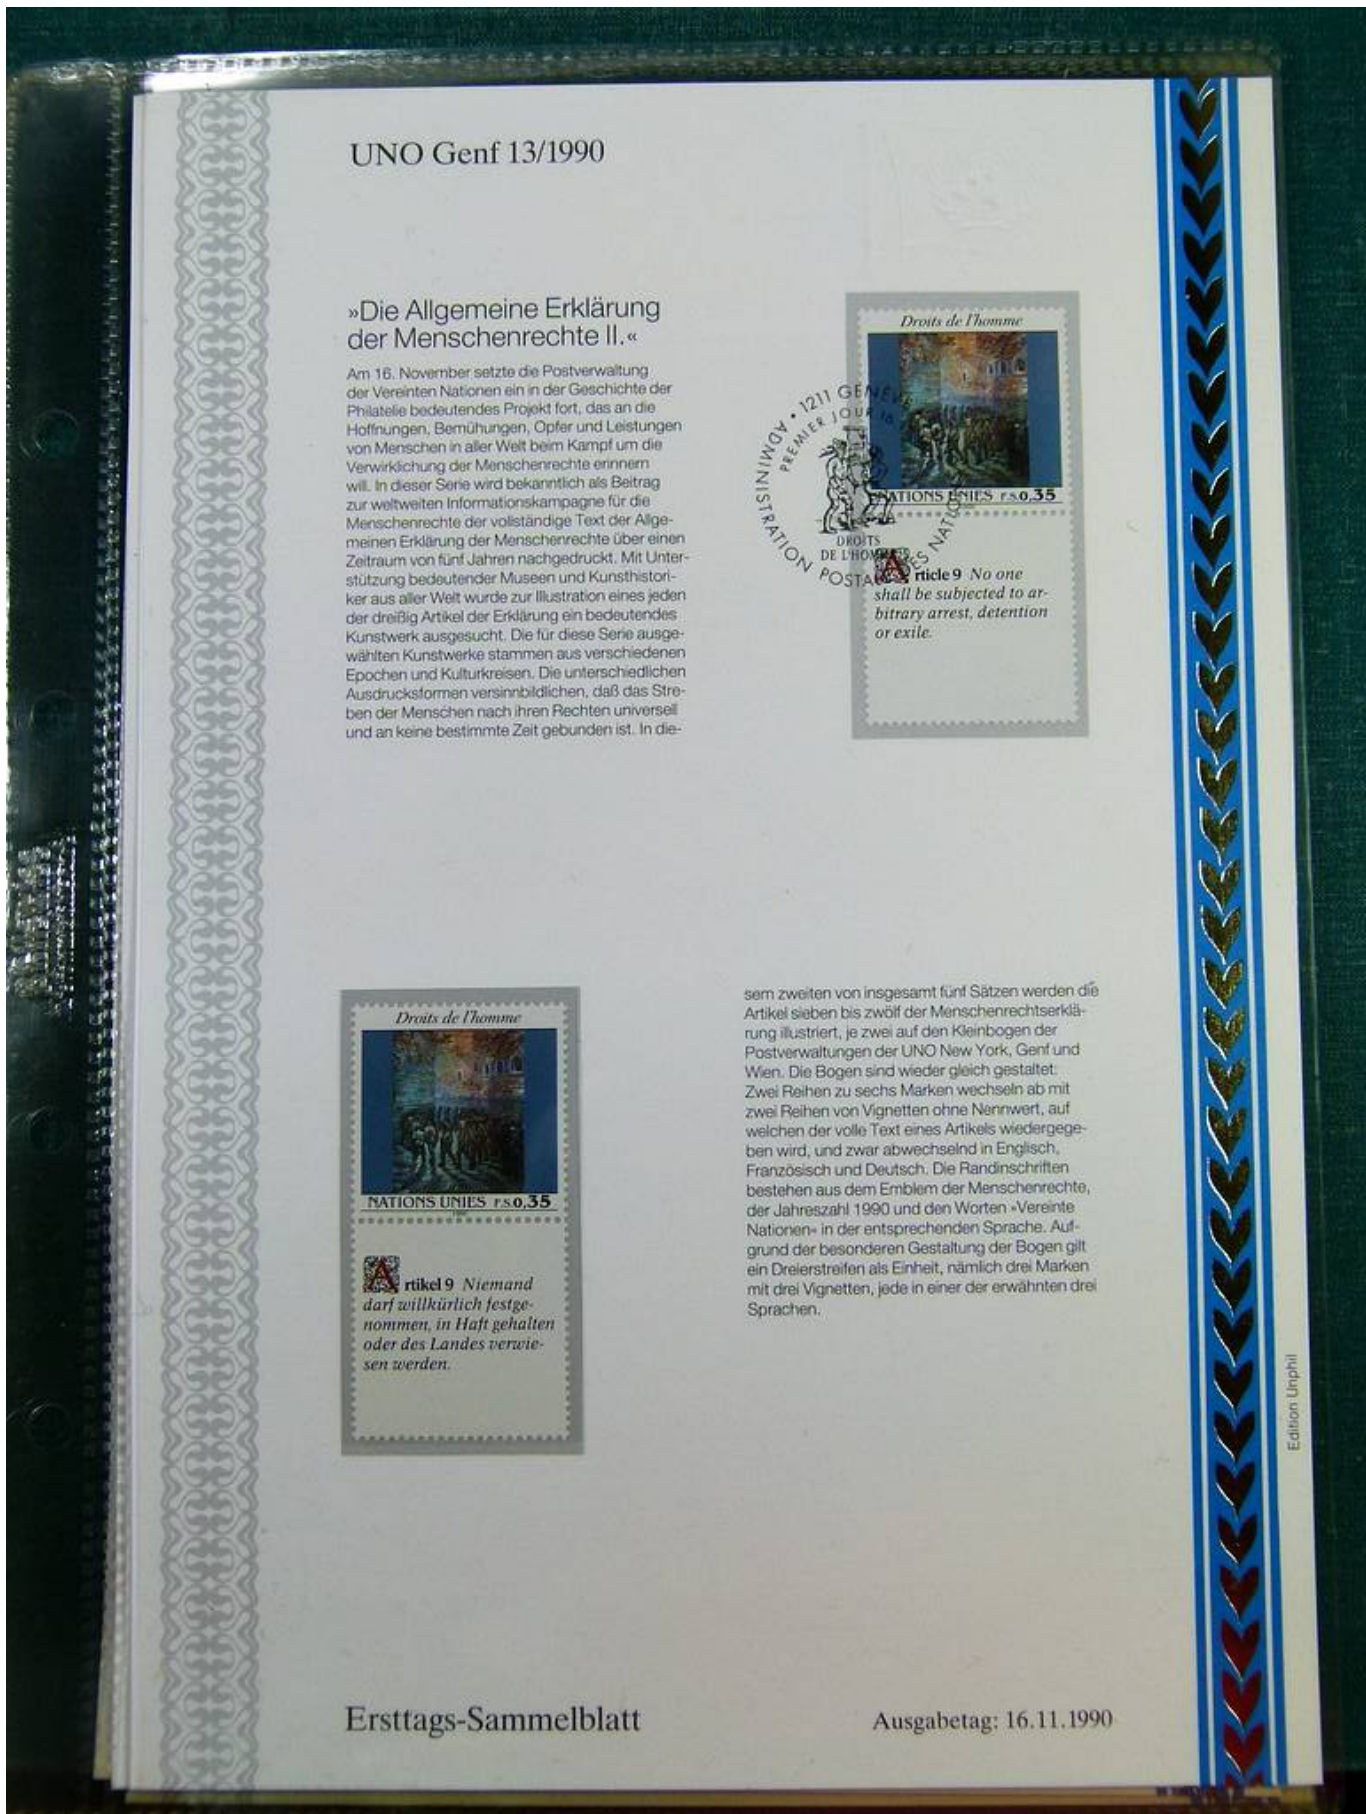 UNO Genf 13/1990
»Die Allgemeine Erklärung
der Menschenrechte II.«
Am 16. November setzte die Postverwaltung
der Vereinten Nationen ein in der Geschichte der
Philatelie bedeutendes Projekt fort, das an die
Hoffnungen, Bemühungen, Opfer und Leistungen
von Menschen in aller Welt beim Kampf um die
Verwirklichung der Menschenrechte erinnern
will. In dieser Serie wird bekanntlich als Beitrag
zur weltweiten Informationskampagne für die
Menschenrechte der vollständige Text der Allge-
meinen Erklärung der Menschenrechte über einen
Zeitraum von fünf Jahren nachgedruckt. Mit Unter-
stützung bedeutender Museen und Kunsthistori-
ker aus aller Welt wurde zur Illustration eines jeden
der dreißig Artikel der Erklärung ein bedeutendes
Kunstwerk ausgesucht. Die für diese Serie ausge-
wählten Kunstwerke stammen aus verschiedenen
Epochen und Kulturkreisen. Die unterschiedlichen
Ausdrucksformen versinnbildlichen, daß das Stre-
ben der Menschen nach ihren Rechten universell
und an keine bestimmte Zeit gebunden ist. In die-
Droits de l'homme
NATIONS UNIES F.S. 0,35
ADMINISTRATION POSTALE DES NATIONS • 1211 GENÈVE
PREMIER JOUR 16
DROITS
DE L'HOMME
Article 9 No one
shall be subjected to ar-
bitrary arrest, detention
or exile.
Droits de l'homme
NATIONS UNIES F.S. 0,35
1990
Artikel 9 Niemand
darf willkürlich festge-
nommen, in Haft gehalten
oder des Landes verwie-
sen werden.
sem zweiten von insgesamt fünf Sätzen werden die
Artikel sieben bis zwölf der Menschenrechtserklä-
rung illustriert, je zwei auf den Kleinbogen der
Postverwaltungen der UNO New York, Genf und
Wien. Die Bogen sind wieder gleich gestaltet:
Zwei Reihen zu sechs Marken wechseln ab mit
zwei Reihen von Vignetten ohne Nennwert, auf
welchen der volle Text eines Artikels wiedergege-
ben wird, und zwar abwechselnd in Englisch,
Französisch und Deutsch. Die Randinschriften
bestehen aus dem Emblem der Menschenrechte,
der Jahreszahl 1990 und den Worten »Vereinte
Nationen« in der entsprechenden Sprache. Auf-
grund der besonderen Gestaltung der Bogen gilt
ein Dreierstreifen als Einheit, nämlich drei Marken
mit drei Vignetten, jede in einer der erwähnten drei
Sprachen.
Edition Unphil
Ersttags-Sammelblatt
Ausgabetag: 16.11.1990